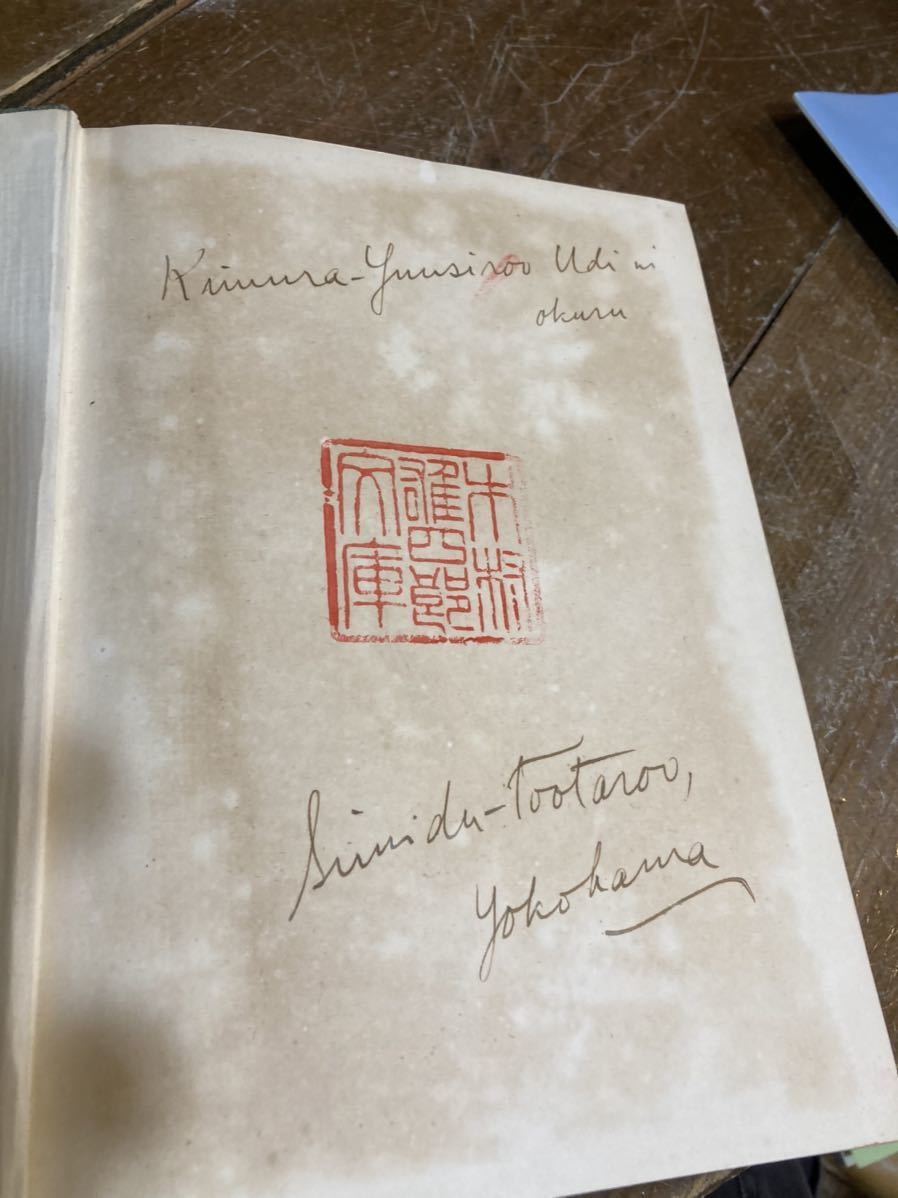 Kimura-Yuusiroo Udi ni
okuru
木村
雄四郎
文庫
Simidu-Tootaroo,
Yokohama